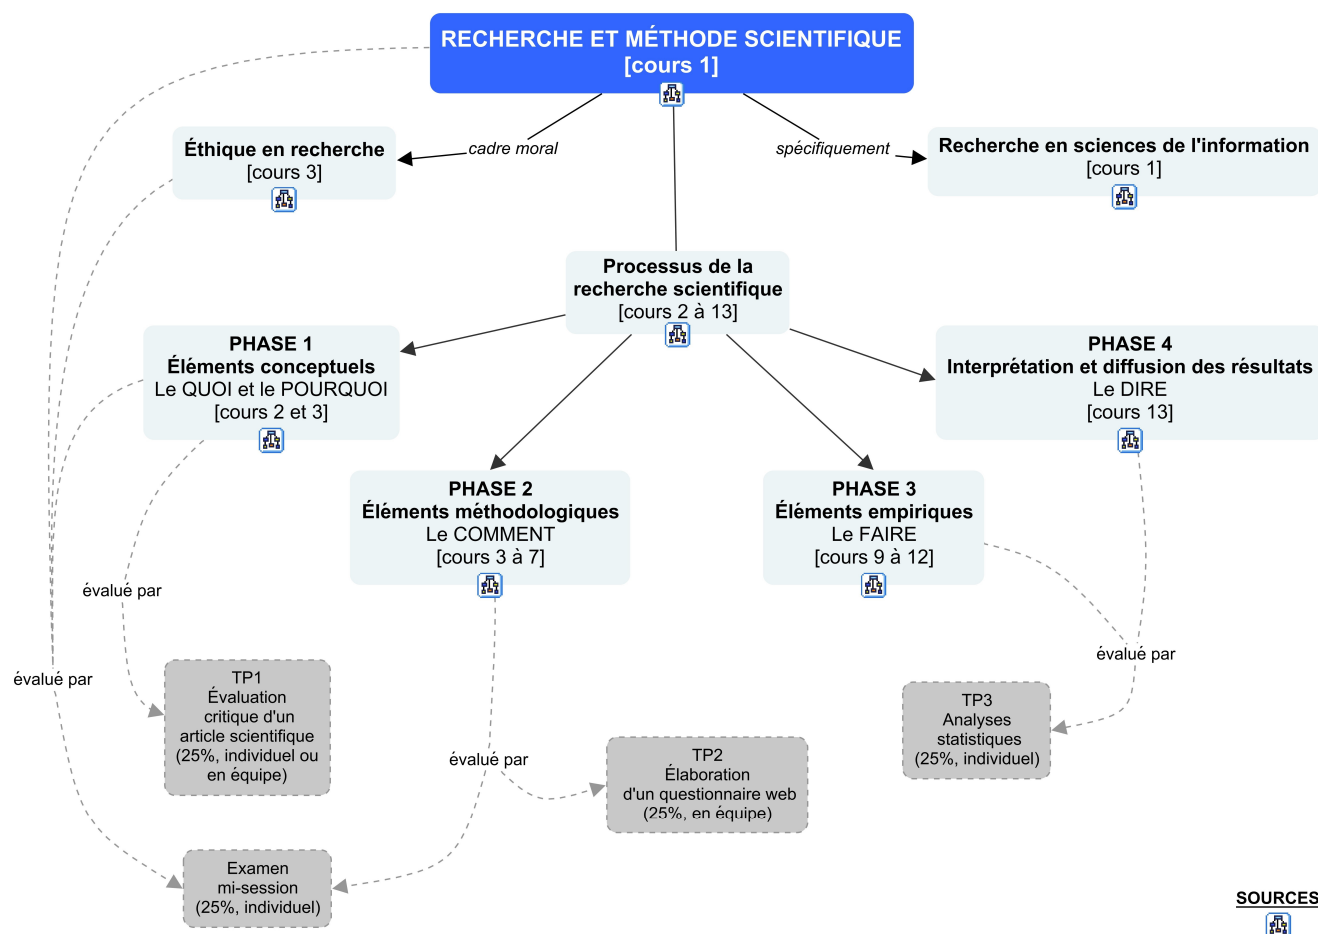 RECHERCHE ET MÉTHODE SCIENTIFIQUE
[cours 1]
Éthique en recherche
[cours 3]
cadre moral
spécifiquement
Recherche en sciences de l'information
[cours 1]
Processus de la
recherche scientifique
[cours 2 à 13]
PHASE 1
Éléments conceptuels
Le QUOI et le POURQUOI
[cours 2 et 3]
PHASE 4
Interprétation et diffusion des résultats
Le DIRE
[cours 13]
PHASE 2
Éléments méthodologiques
Le COMMENT
[cours 3 à 7]
PHASE 3
Éléments empiriques
Le FAIRE
[cours 9 à 12]
évalué par
évalué par
évalué par
évalué par
TP1
Évaluation
critique d'un
article scientifique
(25%, individuel ou
en équipe)
TP3
Analyses
statistiques
(25%, individuel)
TP2
Élaboration
d'un questionnaire web
(25%, en équipe)
Examen
mi-session
(25%, individuel)
SOURCES